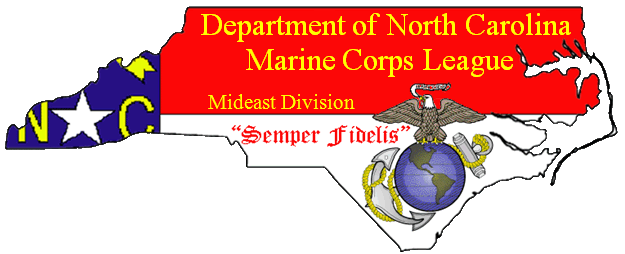 Department of North Carolina
Marine Corps League
Mideast Division
N C
“Semper Fidelis”